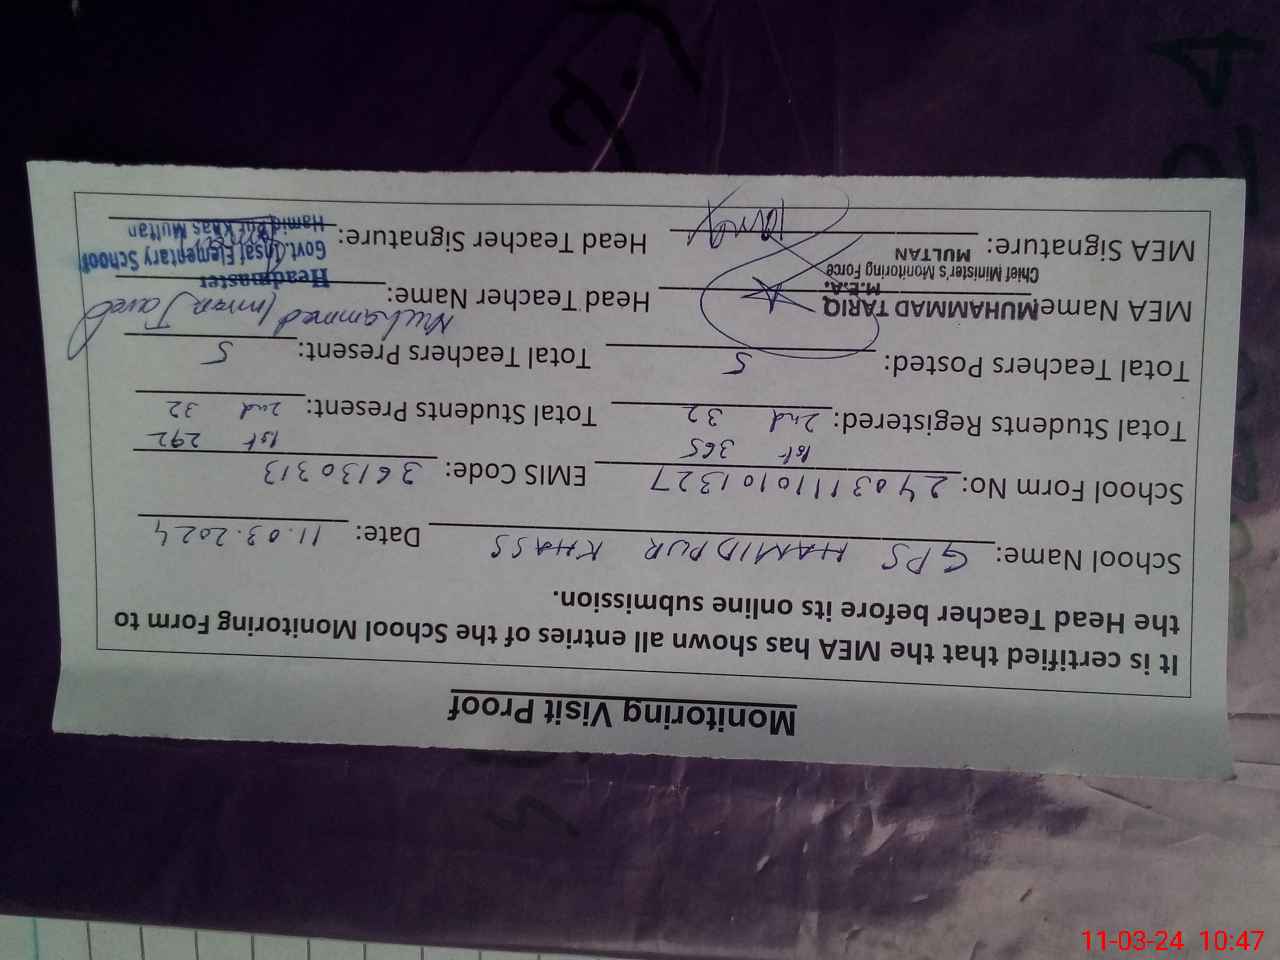 Monitoring Visit Proof
It is certified that the MEA has shown all entries of the School Monitoring Form to
the Head Teacher before its online submission.
School Name: GPS HAMIDPUR KHASS Date: 11.03.2024
School Form No: 2403111010 1327 EMIS Code: 36130313
1st 365 1st 292
Total Students Registered: 2nd 32 Total Students Present: 2nd 32
Total Teachers Posted: 5 Total Teachers Present: 5
Muhammad Imran Javed
MEA Name MUHAMMAD TARIQ Head Teacher Name: Headmaster
M.E.A.
Chief Minister's Monitoring Force Govt. Insaf Elementary School
MULTAN Hamid Pur Khas Multan
MEA Signature: Head Teacher Signature:
11-03-24 10:47